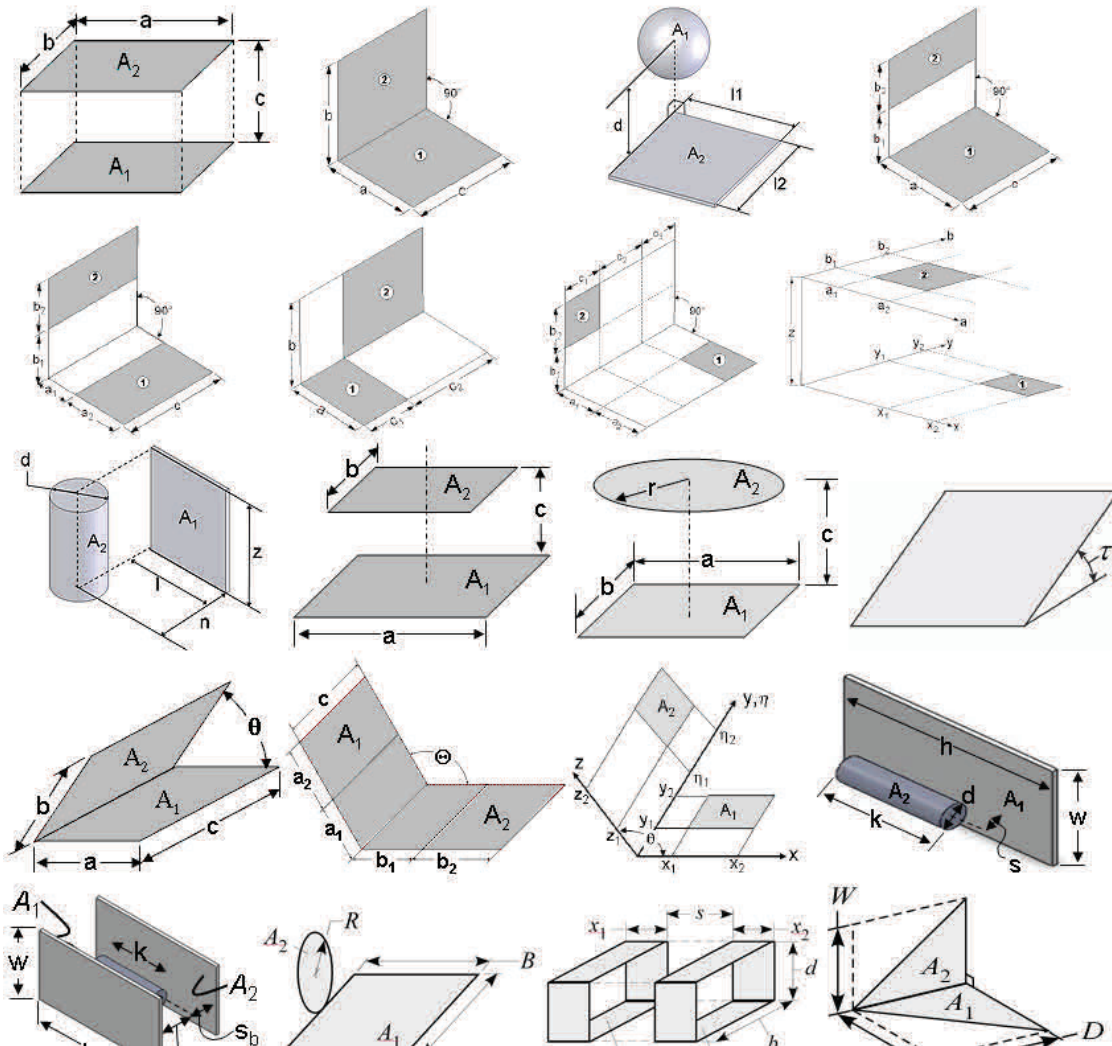 a
b
A₂
c
A₁
②
b
90°
①
a
c
A₁
l1
d
A₂
l2
②
b₂
90°
b₁
①
a
c
②
b₂
90°
b₁
a₁
①
a₂
c
②
b
①
a
c₁
c₂
c₃
c₂
c₁
②
90°
b₂
b₁
①
a₁
a₂
b
b₂
b₁
②
a₁
a₂
a
z
y
y₂
y₁
①
x₁
x₂
x
d
A₁
A₂
z
l
n
b
A₂
c
A₁
a
r
A₂
c
a
b
A₁
τ
θ
A₂
b
A₁
c
a
c
A₁
Θ
a₂
a₁
A₂
b₁
b₂
y,η
A₂
η₂
z
z₂
η₁
y₂
A₁
y₁
z₁
θ
x₁
x₂
x
h
A₂
d
A₁
w
k
s
A₁
k
w
A₂
s_b
R
A₂
B
A₁
x₁
s
x₂
d
b
W
A₂
A₁
D